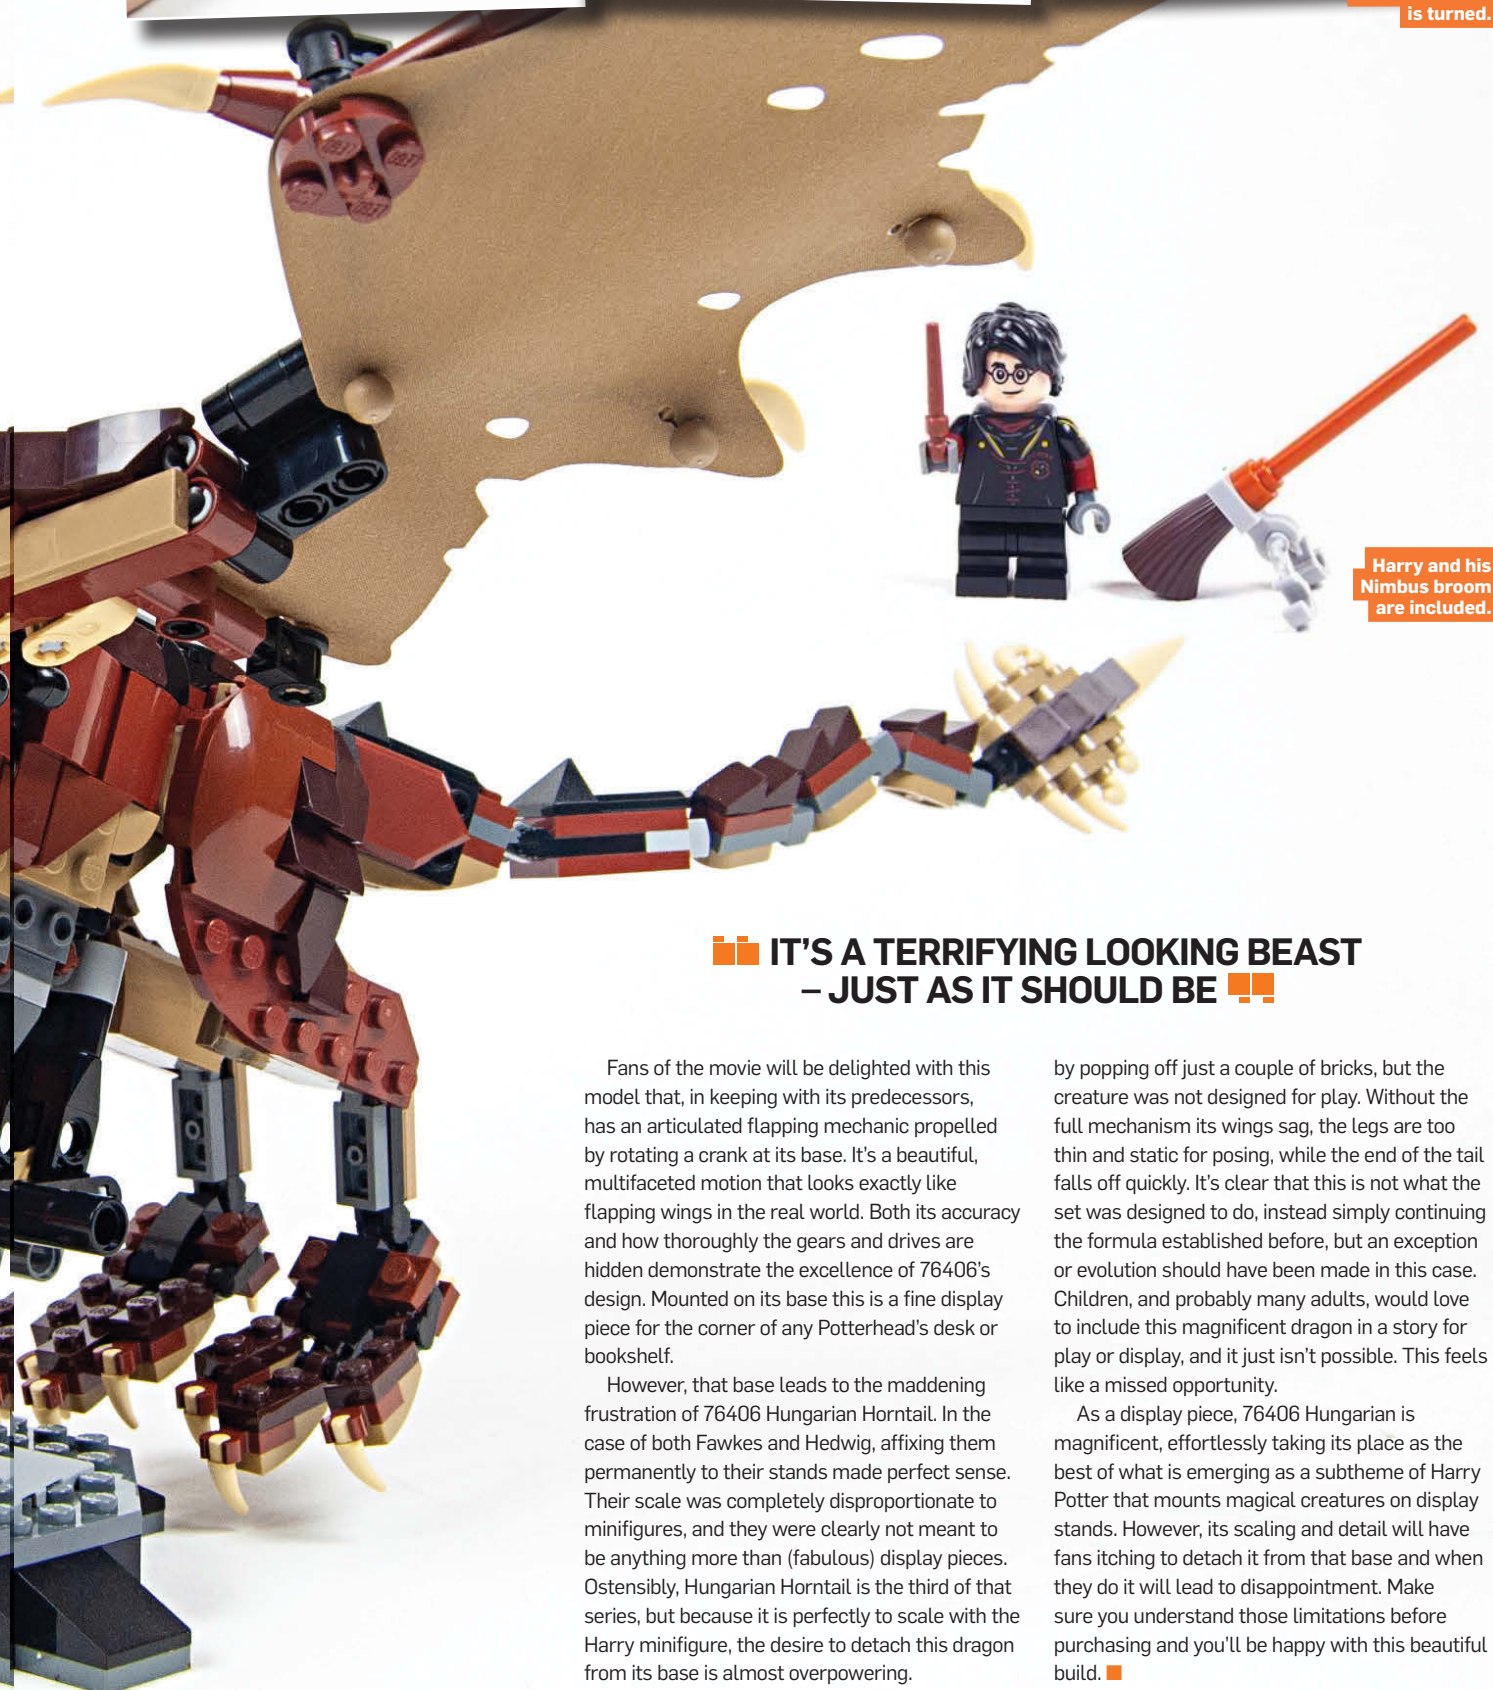 is turned.
Harry and his
Nimbus broom
are included.
IT'S A TERRIFYING LOOKING BEAST
– JUST AS IT SHOULD BE
Fans of the movie will be delighted with this
model that, in keeping with its predecessors,
has an articulated flapping mechanic propelled
by rotating a crank at its base. It's a beautiful,
multifaceted motion that looks exactly like
flapping wings in the real world. Both its accuracy
and how thoroughly the gears and drives are
hidden demonstrate the excellence of 76406's
design. Mounted on its base this is a fine display
piece for the corner of any Potterhead's desk or
bookshelf.
However, that base leads to the maddening
frustration of 76406 Hungarian Horntail. In the
case of both Fawkes and Hedwig, affixing them
permanently to their stands made perfect sense.
Their scale was completely disproportionate to
minifigures, and they were clearly not meant to
be anything more than (fabulous) display pieces.
Ostensibly, Hungarian Horntail is the third of that
series, but because it is perfectly to scale with the
Harry minifigure, the desire to detach this dragon
from its base is almost overpowering.
by popping off just a couple of bricks, but the
creature was not designed for play. Without the
full mechanism its wings sag, the legs are too
thin and static for posing, while the end of the tail
falls off quickly. It's clear that this is not what the
set was designed to do, instead simply continuing
the formula established before, but an exception
or evolution should have been made in this case.
Children, and probably many adults, would love
to include this magnificent dragon in a story for
play or display, and it just isn't possible. This feels
like a missed opportunity.
As a display piece, 76406 Hungarian is
magnificent, effortlessly taking its place as the
best of what is emerging as a subtheme of Harry
Potter that mounts magical creatures on display
stands. However, its scaling and detail will have
fans itching to detach it from that base and when
they do it will lead to disappointment. Make
sure you understand those limitations before
purchasing and you'll be happy with this beautiful
build.